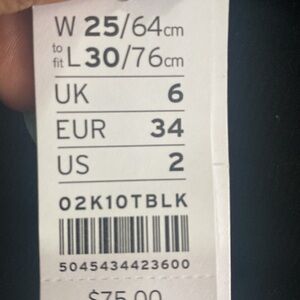 W 25/64cm
to fit L 30/76cm
UK 6
EUR 34
US 2
02K10TBLK
5045434423600
$75.00